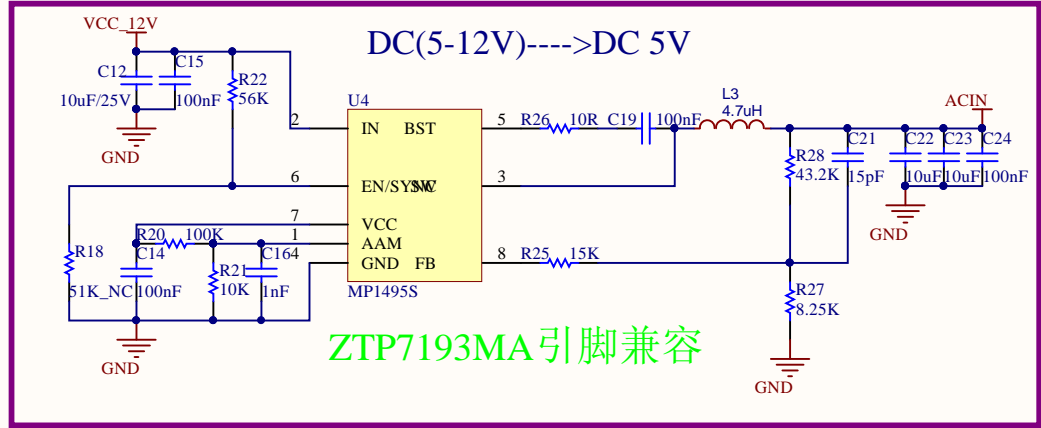 VCC_12V
DC(5-12V)---->DC 5V
C12
C15
10uF/25V
100nF
R22
56K
GND
U4
2
IN
BST
5
R26
10R
C19
100nF
L3
4.7uH
ACIN
6
EN/SYNC
SW
3
R28
43.2K
C21
15pF
C22
C23
C24
10uF
10uF
100nF
GND
7
VCC
R20
100K
1
AAM
R18
C14
R21
C16
4
GND
FB
8
R25
15K
51K_NC
100nF
10K
1nF
MP1495S
R27
8.25K
ZTP7193MA引脚兼容
GND
GND